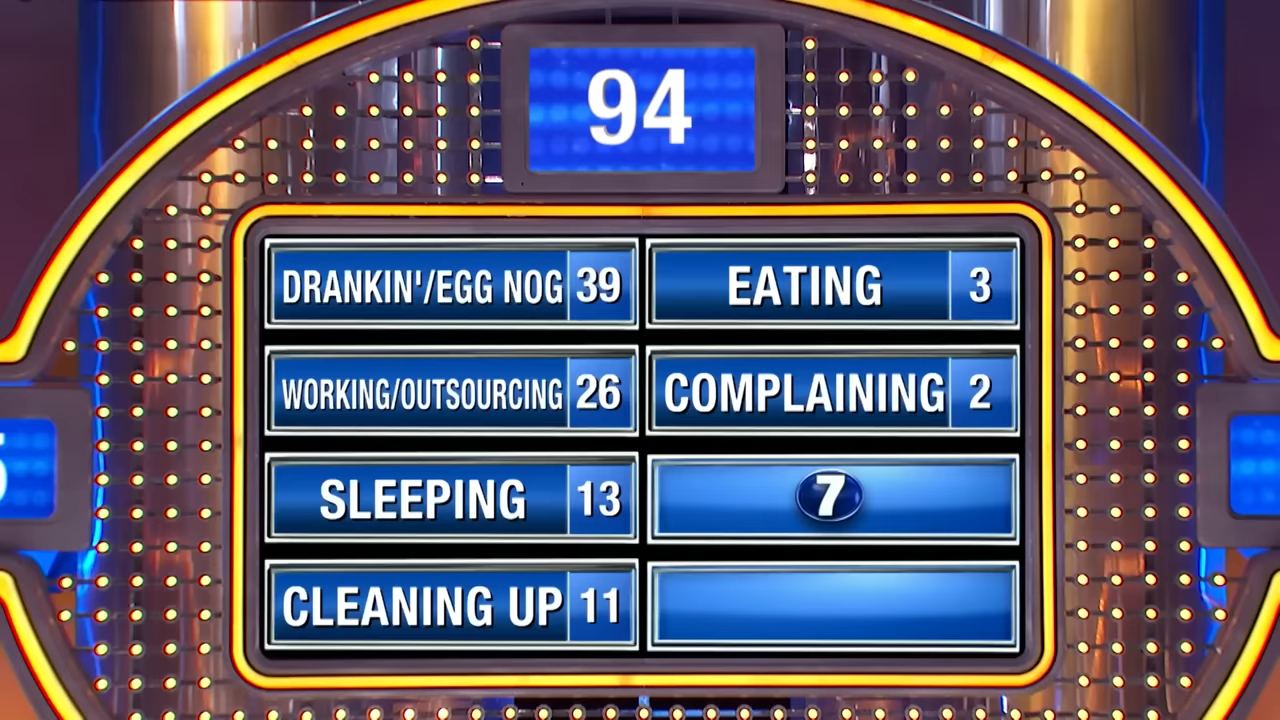 94
DRANKIN'/EGG NOG 39
EATING 3
WORKING/OUTSOURCING 26
COMPLAINING 2
SLEEPING 13
7
CLEANING UP 11